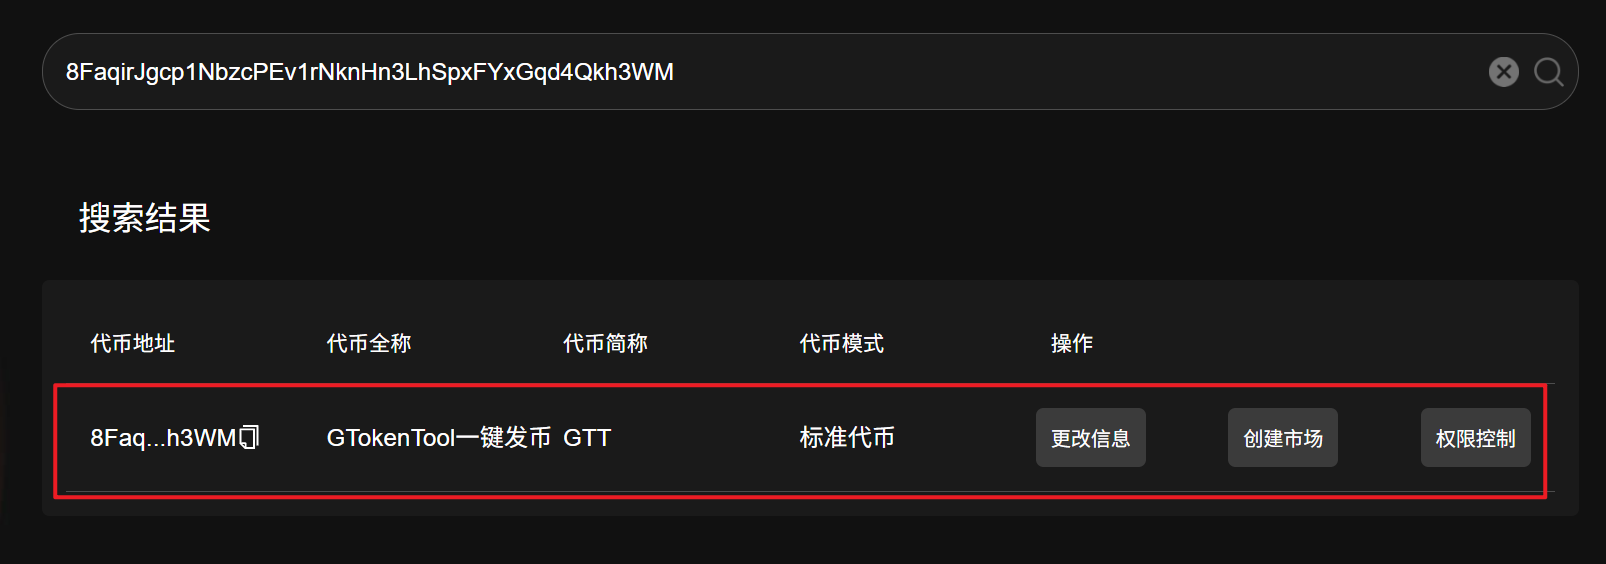 8FaqirJgcp1NbzcPEv1rNknHn3LhSpxFYxGqd4Qkh3WM
搜索结果
代币地址 代币全称 代币简称 代币模式 操作
8Faq...h3WM GTokenTool一键发币 GTT 标准代币 更改信息 创建市场 权限控制